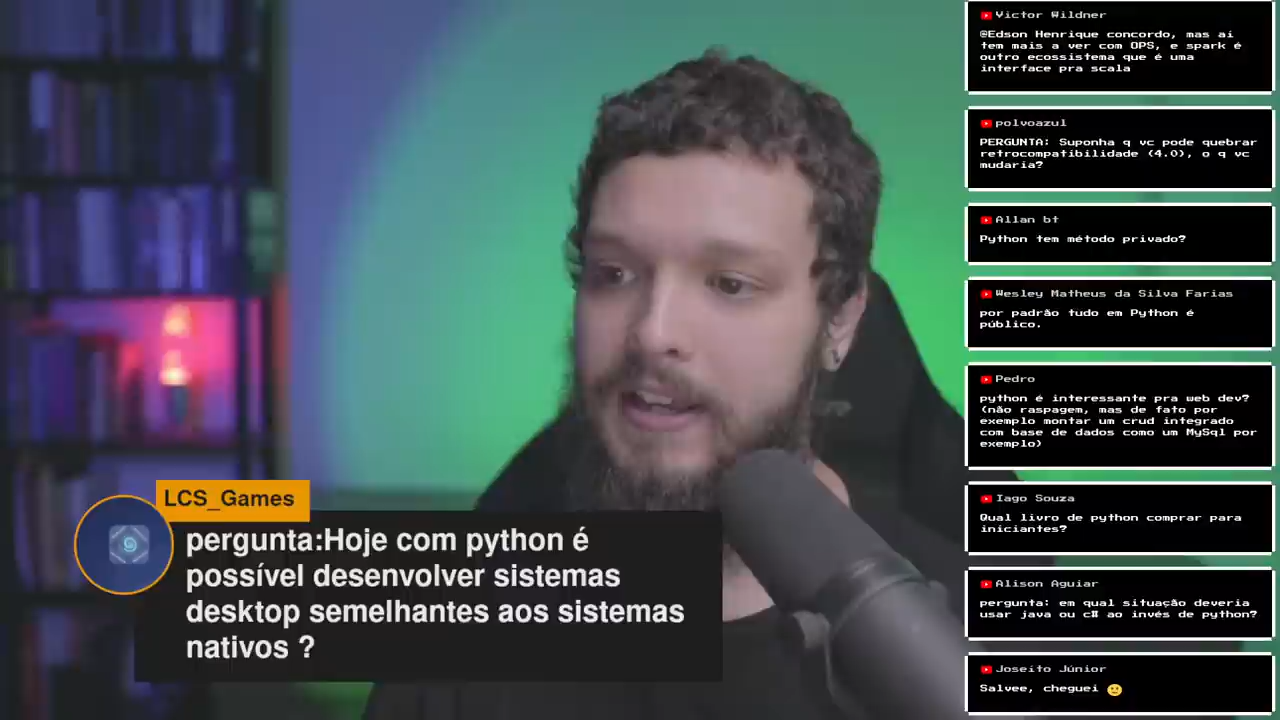 LCS_Games
pergunta:Hoje com python é
possível desenvolver sistemas
desktop semelhantes aos sistemas
nativos ?
Victor Wildner
@Edson Henrique concordo, mas ai
tem mais a ver com OPS, e spark é
outro ecossistema que é uma
interface pra scala
polvoazul
PERGUNTA: Suponha q vc pode quebrar
retrocompatibilidade (4.0), o q vc
mudaria?
Allan bt
Python tem método privado?
Wesley Matheus da Silva Farias
por padrão tudo em Python é
público.
Pedro
python é interessante pra web dev?
(não raspagem, mas de fato por
exemplo montar um crud integrado
com base de dados como um MySql por
exemplo)
Iago Souza
Qual livro de python comprar para
iniciantes?
Alison Aguiar
pergunta: em qual situação deveria
usar java ou c# ao invés de python?
Joseíto Júnior
Salvee, cheguei